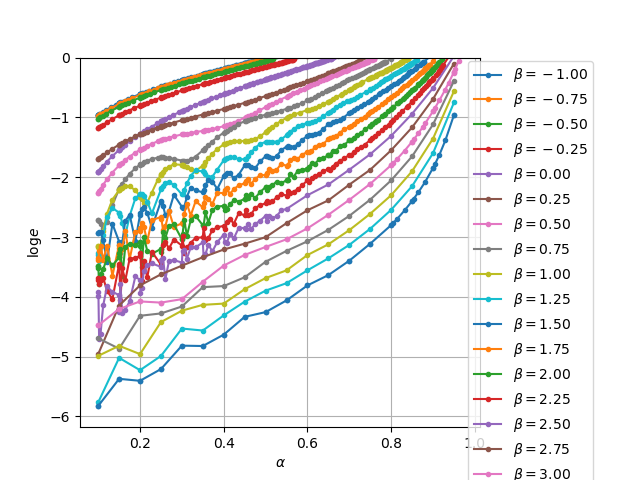 0
−1
−2
−3
−4
−5
−6
loge
0.2
0.4
0.6
0.8
1.0
α
β = −1.00
β = −0.75
β = −0.50
β = −0.25
β = 0.00
β = 0.25
β = 0.50
β = 0.75
β = 1.00
β = 1.25
β = 1.50
β = 1.75
β = 2.00
β = 2.25
β = 2.50
β = 2.75
β = 3.00